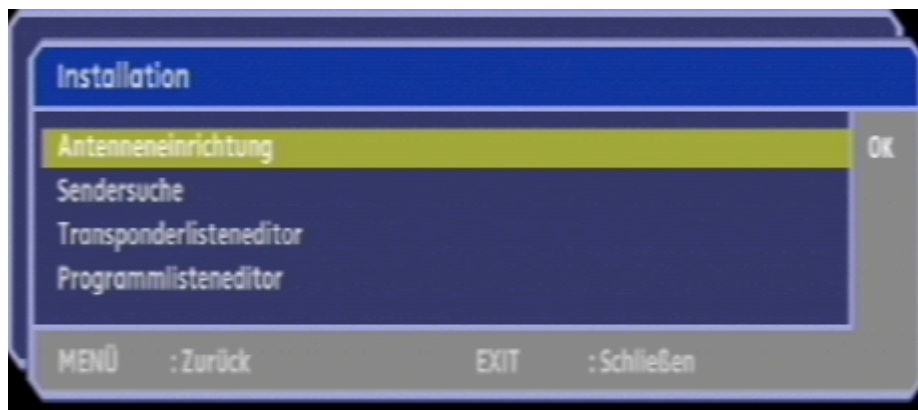 Installation
Antenneneinrichtung OK
Sendersuche
Transponderlisteneditor
Programmlisteneditor
MENÜ : Zurück EXIT : Schließen